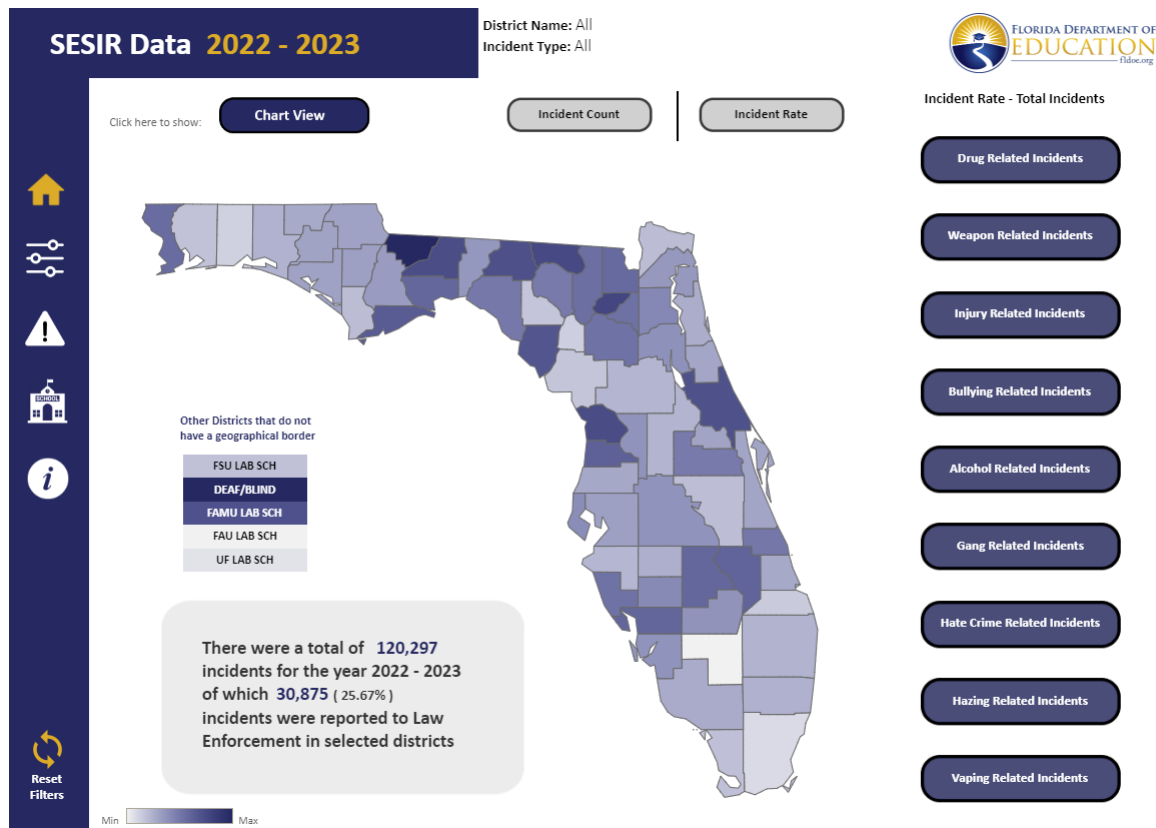 SESIR Data 2022 - 2023
District Name: All
Incident Type: All
FLORIDA DEPARTMENT OF
EDUCATION
fldoe.org
Click here to show:
Chart View
Incident Count
Incident Rate
Incident Rate - Total Incidents
Drug Related Incidents
Weapon Related Incidents
Injury Related Incidents
Bullying Related Incidents
Alcohol Related Incidents
Gang Related Incidents
Hate Crime Related Incidents
Hazing Related Incidents
Vaping Related Incidents
SCHOOL
i
Other Districts that do not
have a geographical border
FSU LAB SCH
DEAF/BLIND
FAMU LAB SCH
FAU LAB SCH
UF LAB SCH
There were a total of 120,297
incidents for the year 2022 - 2023
of which 30,875 ( 25.67% )
incidents were reported to Law
Enforcement in selected districts
Reset
Filters
Min Max